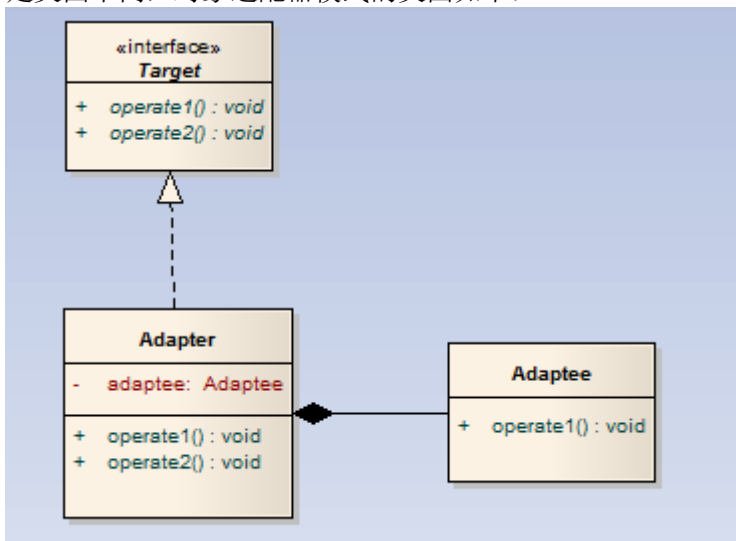 «interface»
Target
+ operate1() : void
+ operate2() : void
Adapter
- adaptee: Adaptee
+ operate1() : void
+ operate2() : void
Adaptee
+ operate1() : void